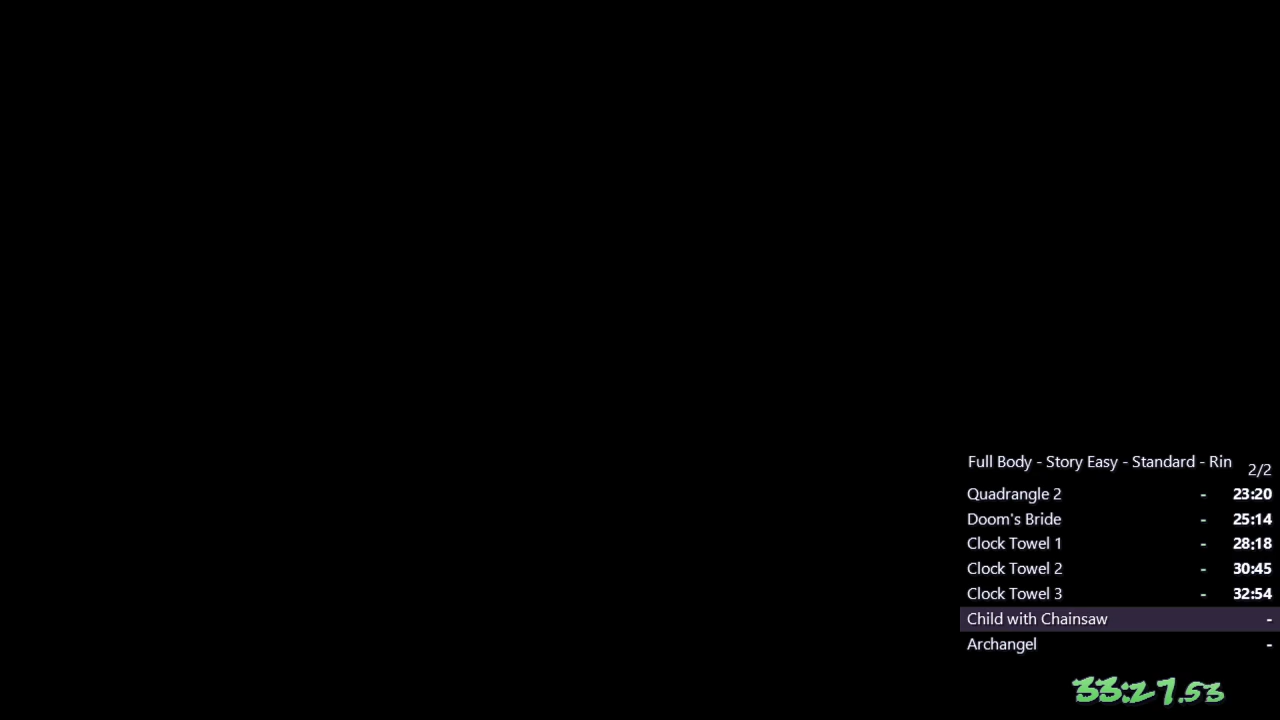 Full Body - Story Easy - Standard - Rin
2/2
Quadrangle 2 - 23:20
Doom's Bride - 25:14
Clock Towel 1 - 28:18
Clock Towel 2 - 30:45
Clock Towel 3 - 32:54
Child with Chainsaw -
Archangel -
33:27.53